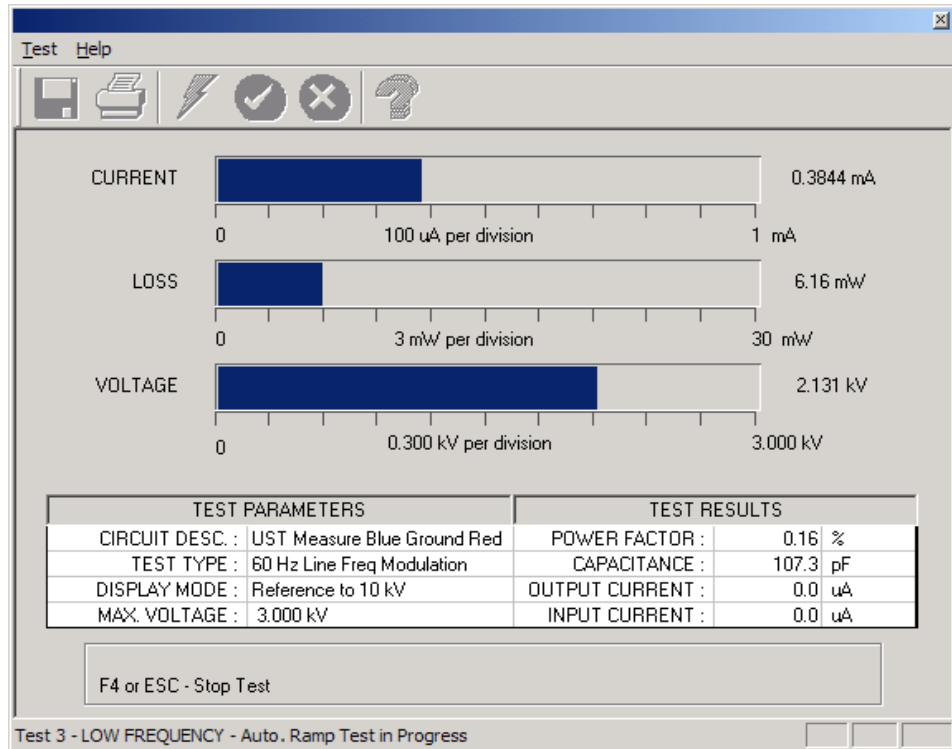 Test Help
CURRENT 0.3844 mA
0 100 uA per division 1 mA
LOSS 6.16 mW
0 3 mW per division 30 mW
VOLTAGE 2.131 kV
0 0.300 kV per division 3.000 kV
TEST PARAMETERS TEST RESULTS
CIRCUIT DESC. : UST Measure Blue Ground Red POWER FACTOR : 0.16 %
TEST TYPE : 60 Hz Line Freq Modulation CAPACITANCE : 107.3 pF
DISPLAY MODE : Reference to 10 kV OUTPUT CURRENT : 0.0 uA
MAX. VOLTAGE : 3.000 kV INPUT CURRENT : 0.0 uA
F4 or ESC - Stop Test
Test 3 - LOW FREQUENCY - Auto. Ramp Test in Progress